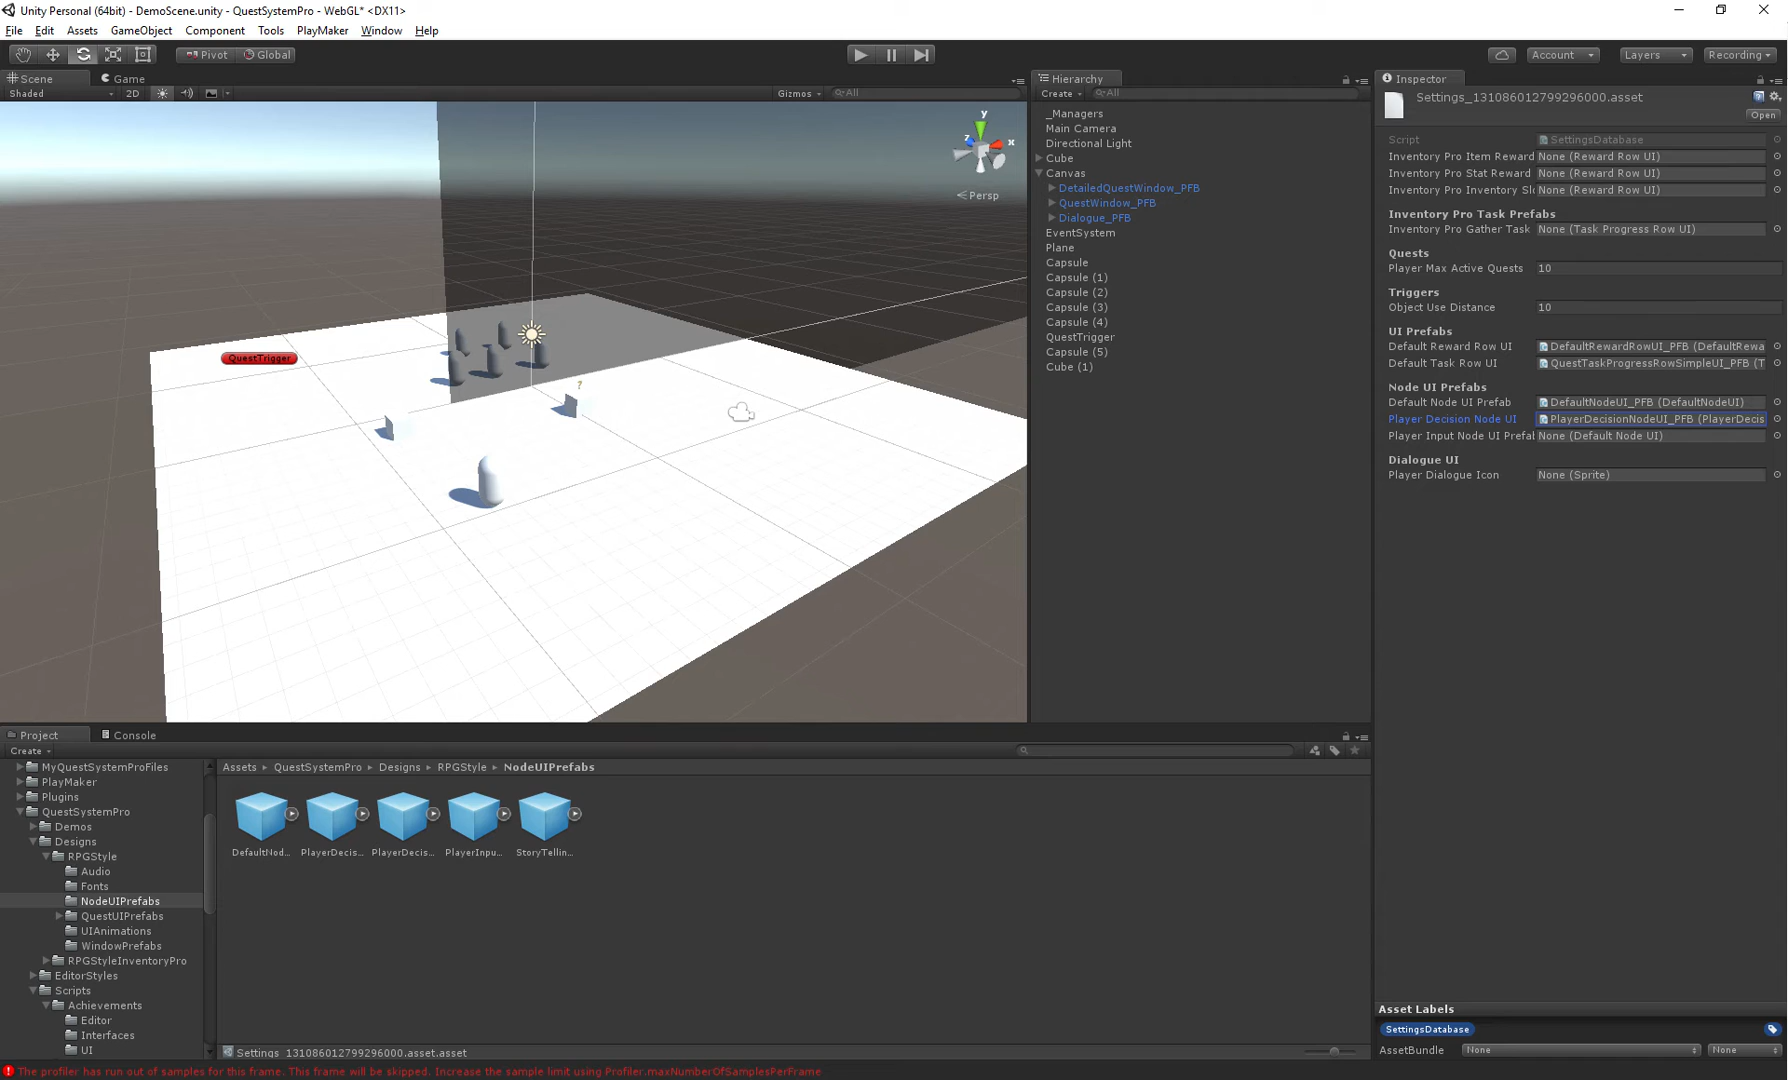 Unity Personal (64bit) - DemoScene.unity - QuestSystemPro - WebGL* <DX11>
File Edit Assets GameObject Component Tools PlayMaker Window Help
Pivot Global Account Layers Recording
Scene Game
Shaded 2D Gizmos All
y
x
z
Persp
QuestTrigger
?
Hierarchy
Create All
_Managers
Main Camera
Directional Light
Cube
Canvas
DetailedQuestWindow_PFB
QuestWindow_PFB
Dialogue_PFB
EventSystem
Plane
Capsule
Capsule (1)
Capsule (2)
Capsule (3)
Capsule (4)
QuestTrigger
Capsule (5)
Cube (1)
Inspector
Settings_131086012799296000.asset
Open
Script SettingsDatabase
Inventory Pro Item Reward None (Reward Row UI)
Inventory Pro Stat Reward None (Reward Row UI)
Inventory Pro Inventory Slo None (Reward Row UI)
Inventory Pro Task Prefabs
Inventory Pro Gather Task None (Task Progress Row UI)
Quests
Player Max Active Quests 10
Triggers
Object Use Distance 10
UI Prefabs
Default Reward Row UI DefaultRewardRowUI_PFB (DefaultRewa
Default Task Row UI QuestTaskProgressRowSimpleUI_PFB (T
Node UI Prefabs
Default Node UI Prefab DefaultNodeUI_PFB (DefaultNodeUI)
Player Decision Node UI PlayerDecisionNodeUI_PFB (PlayerDecis
Player Input Node UI Prefal None (Default Node UI)
Dialogue UI
Player Dialogue Icon None (Sprite)
Project Console
Create
MyQuestSystemProFiles
PlayMaker
Plugins
QuestSystemPro
Demos
Designs
RPGStyle
Audio
Fonts
NodeUIPrefabs
QuestUIPrefabs
UIAnimations
WindowPrefabs
RPGStyleInventoryPro
EditorStyles
Scripts
Achievements
Editor
Interfaces
UI
Assets QuestSystemPro Designs RPGStyle NodeUIPrefabs
DefaultNod... PlayerDecis... PlayerDecis... PlayerInpu... StoryTellin...
Settings_131086012799296000.asset.asset
Asset Labels
SettingsDatabase
AssetBundle None None
The profiler has run out of samples for this frame. This frame will be skipped. Increase the sample limit using Profiler.maxNumberOfSamplesPerFrame